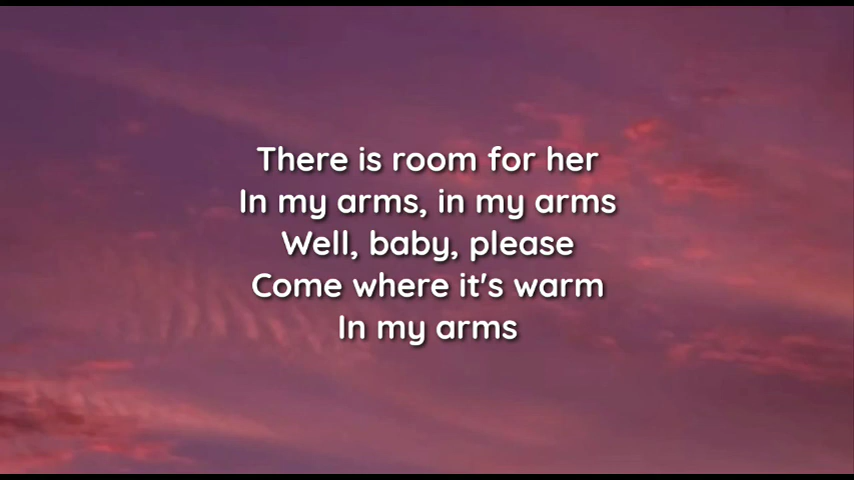 There is room for her
In my arms, in my arms
Well, baby, please
Come where it's warm
In my arms